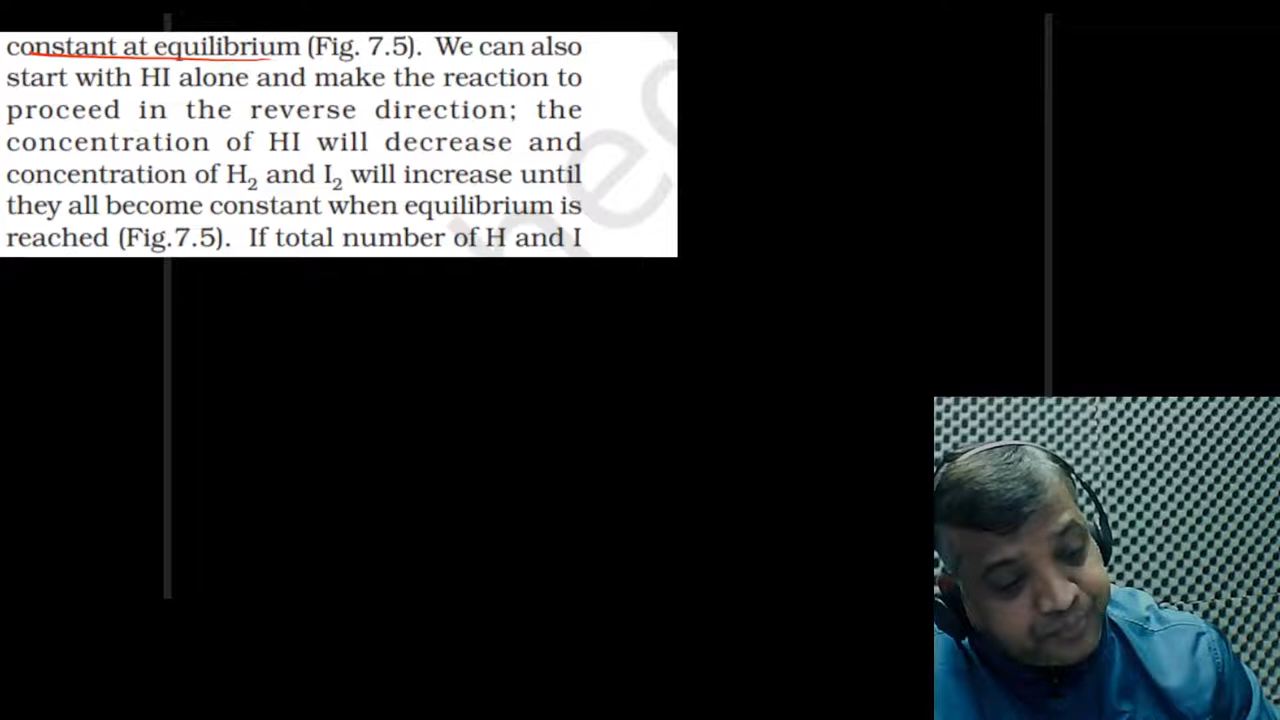 constant at equilibrium (Fig. 7.5). We can also
start with HI alone and make the reaction to
proceed in the reverse direction; the
concentration of HI will decrease and
concentration of H₂ and I₂ will increase until
they all become constant when equilibrium is
reached (Fig.7.5). If total number of H and I